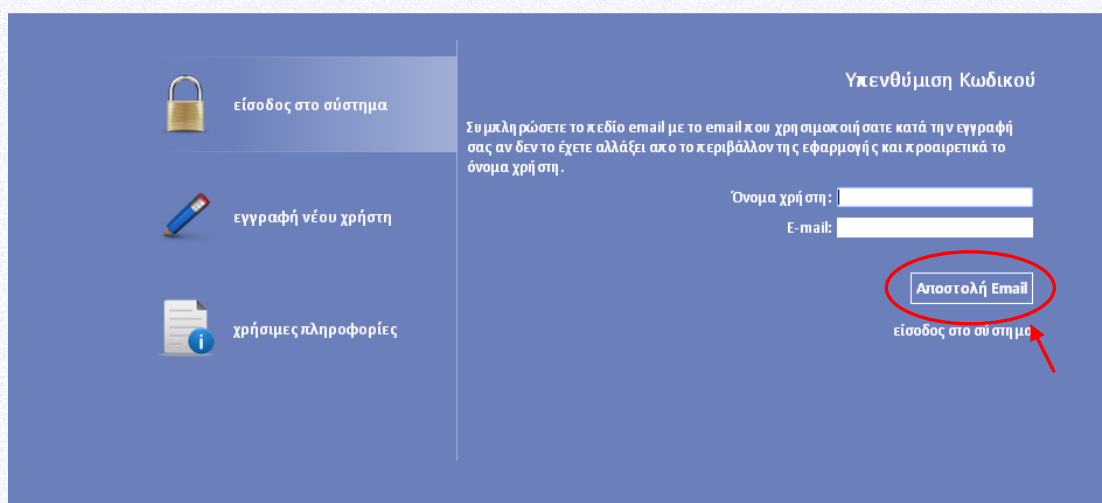 είσοδος στο σύστημα
εγγραφή νέου χρήστη
χρήσιμες πληροφορίες
Υπενθύμιση Κωδικού
Συμπληρώσετε το πεδίο email με το email που χρησιμοποιήσατε κατά την εγγραφή
σας αν δεν το έχετε αλλάξει απο το περιβάλλον της εφαρμογής και προαιρετικά το
όνομα χρήστη.
Όνομα χρήστη:
E-mail:
Αποστολή Email
είσοδος στο σύστημα